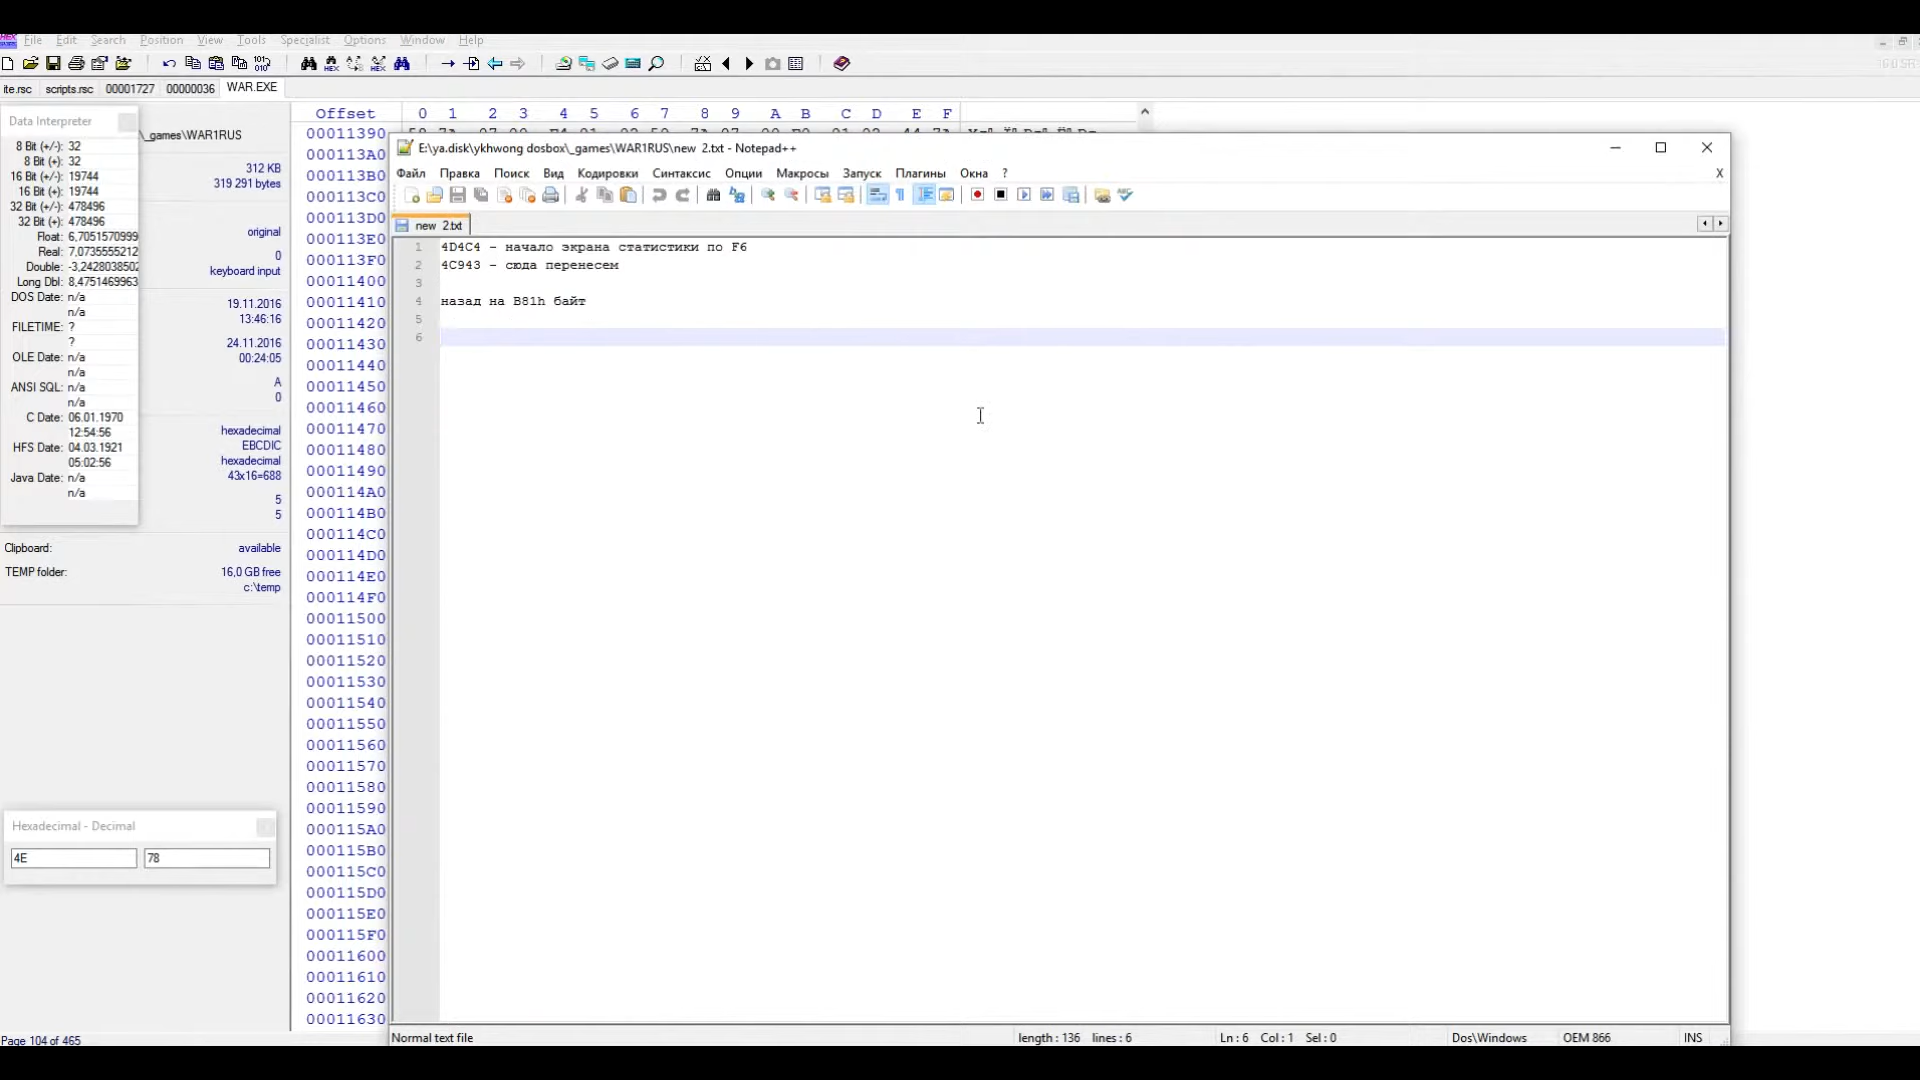 File Edit Search Position View Tools Specialist Options Window Help
ite.rsc scripts.rsc 00001727 00000036 WAR.EXE
Data Interpreter
8 Bit (+/-): 32
8 Bit (+): 32
16 Bit (+/-): 19744
16 Bit (+): 19744
32 Bit (+/-): 478496
32 Bit (+): 478496
Float: 6,7051570999
Real: 7,0735555212
Double: -3,2428038502
Long Dbl: 8,4751469963
DOS Date: n/a
n/a
FILETIME: ?
?
OLE Date: n/a
n/a
ANSI SQL: n/a
n/a
C Date: 06.01.1970
12:54:56
HFS Date: 04.03.1921
05:02:56
Java Date: n/a
n/a
\_games\WAR1RUS
312 KB
319 291 bytes
original
0
keyboard input
19.11.2016
13:46:16
24.11.2016
00:24:05
A
0
hexadecimal
EBCDIC
hexadecimal
43x16=688
5
5
Clipboard: available
TEMP folder: 16,0 GB free
c:\temp
Hexadecimal - Decimal
4E 78
Page 104 of 465
Offset 0 1 2 3 4 5 6 7 8 9 A B C D E F
00011390
000113A0
000113B0
000113C0
000113D0
000113E0
000113F0
00011400
00011410
00011420
00011430
00011440
00011450
00011460
00011470
00011480
00011490
000114A0
000114B0
000114C0
000114D0
000114E0
000114F0
00011500
00011510
00011520
00011530
00011540
00011550
00011560
00011570
00011580
00011590
000115A0
000115B0
000115C0
000115D0
000115E0
000115F0
00011600
00011610
00011620
00011630
E:\ya.disk\ykhwong dosbox\_games\WAR1RUS\new 2.txt - Notepad++
Файл Правка Поиск Вид Кодировки Синтаксис Опции Макросы Запуск Плагины Окна ? X
new 2.txt
1 4D4C4 - начало экрана статистики по F6
2 4C943 - сюда перенесем
3
4 назад на B81h байт
5
6
Normal text file length : 136 lines : 6 Ln : 6 Col : 1 Sel : 0 Dos\Windows OEM 866 INS